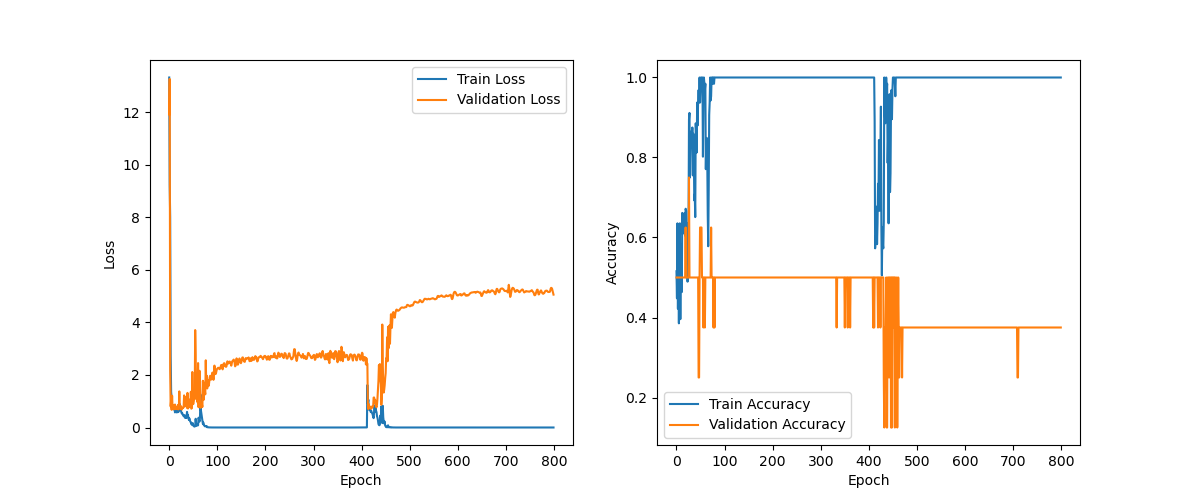 Train Loss
Validation Loss
12
10
8
6
4
2
0
Loss
0 100 200 300 400 500 600 700 800
Epoch
1.0
0.8
0.6
0.4
0.2
Accuracy
Train Accuracy
Validation Accuracy
0 100 200 300 400 500 600 700 800
Epoch